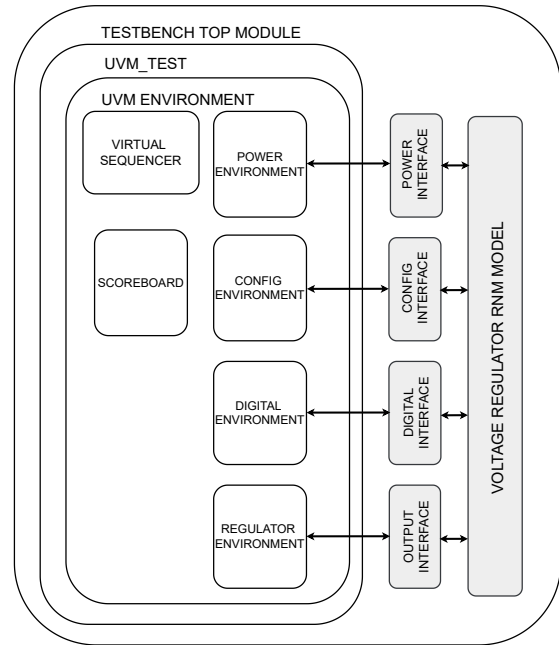 TESTBENCH TOP MODULE
UVM_TEST
UVM ENVIRONMENT
VIRTUAL
SEQUENCER
POWER
ENVIRONMENT
POWER
INTERFACE
SCOREBOARD
CONFIG
ENVIRONMENT
CONFIG
INTERFACE
DIGITAL
ENVIRONMENT
DIGITAL
INTERFACE
REGULATOR
ENVIRONMENT
OUTPUT
INTERFACE
VOLTAGE REGULATOR RNM MODEL